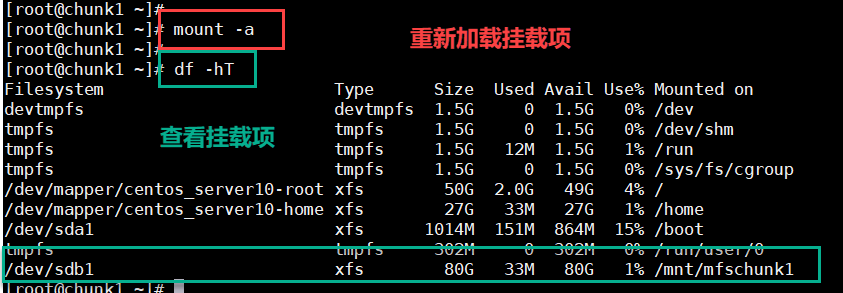 [root@chunk1 ~]#
[root@chunk1 ~]# mount -a
重新加载挂载项
[root@chunk1 ~]#
[root@chunk1 ~]# df -hT
Filesystem Type Size Used Avail Use% Mounted on
devtmpfs devtmpfs 1.5G 0 1.5G 0% /dev
tmpfs tmpfs 1.5G 0 1.5G 0% /dev/shm
查看挂载项
tmpfs tmpfs 1.5G 12M 1.5G 1% /run
tmpfs tmpfs 1.5G 0 1.5G 0% /sys/fs/cgroup
/dev/mapper/centos_server10-root xfs 50G 2.0G 49G 4% /
/dev/mapper/centos_server10-home xfs 27G 33M 27G 1% /home
/dev/sda1 xfs 1014M 151M 864M 15% /boot
tmpfs tmpfs 302M 0 302M 0% /run/user/0
/dev/sdb1 xfs 80G 33M 80G 1% /mnt/mfschunk1
[root@chunk1 ~]#